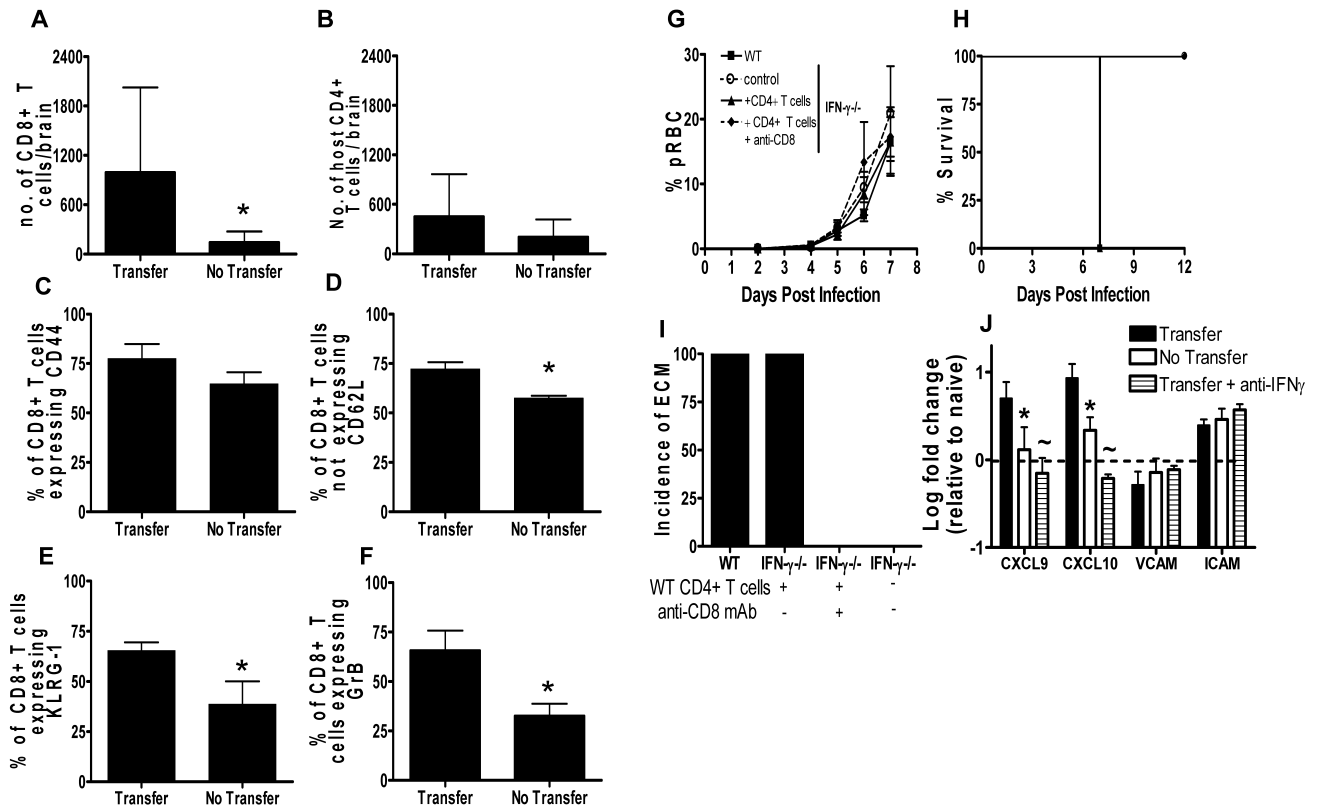 A
no. of CD8+ T
cells/brain
2400
1800
1200
600
0
*
Transfer
No Transfer
B
No. of host CD4+
T cells / brain
2400
1800
1200
600
0
Transfer
No Transfer
C
% of CD8+ T cells
expressing CD44
100
75
50
25
0
Transfer
No Transfer
D
% of CD8+ T cells
not expressing
CD62L
100
75
50
25
0
*
Transfer
No Transfer
E
% of CD8+ T cells
expressing
KLRG-1
100
75
50
25
0
*
Transfer
No Transfer
F
% of CD8+ T
cells expressing
GrB
100
75
50
25
0
*
Transfer
No Transfer
G
% pRBC
30
20
10
0
WT
control
+CD4+ T cells
+ CD4+ T cells
+ anti-CD8
IFN-γ-/-
0 1 2 3 4 5 6 7 8
Days Post Infection
H
% Survival
100
75
50
25
0
0 3 6 9 12
Days Post Infection
I
Incidence of ECM
100
75
50
25
0
WT IFN-γ-/- IFN-γ-/- IFN-γ-/-
WT CD4+ T cells + + -
anti-CD8 mAb - + -
J
Transfer
No Transfer
Transfer + anti-IFNγ
Log fold change
(relative to naive)
1
0
-1
* ~ * ~
CXCL9 CXCL10 VCAM ICAM